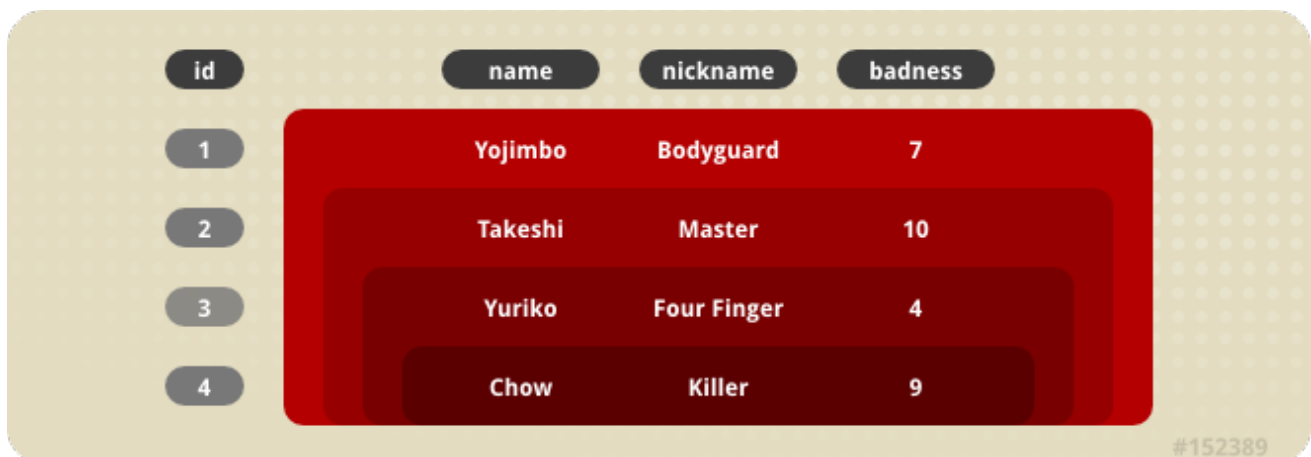 id name nickname badness
1 Yojimbo Bodyguard 7
2 Takeshi Master 10
3 Yuriko Four Finger 4
4 Chow Killer 9
#152389